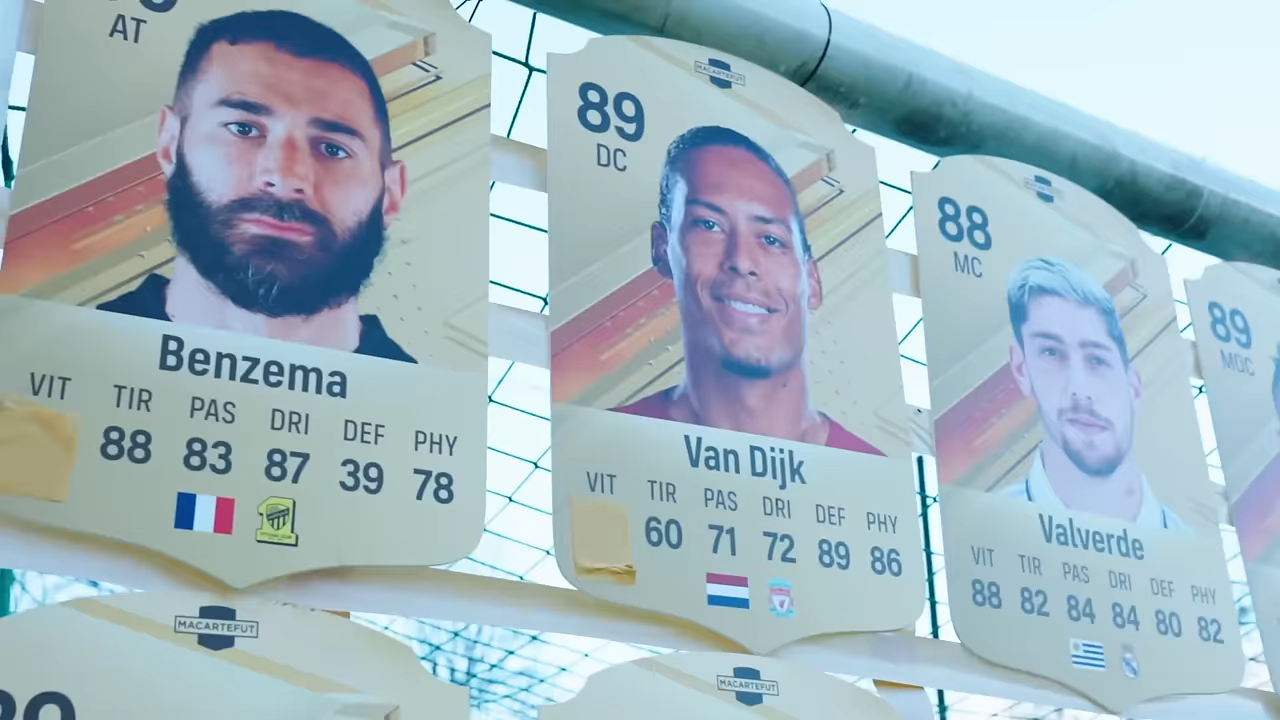 AT
Benzema
VIT TIR PAS DRI DEF PHY
88 83 87 39 78
MACARTEFUT
89
DC
Van Dijk
VIT TIR PAS DRI DEF PHY
60 71 72 89 86
MACARTEFUT
88
MC
Valverde
VIT TIR PAS DRI DEF PHY
88 82 84 84 80 82
89
MOC
MACARTEFUT
MACARTEFUT